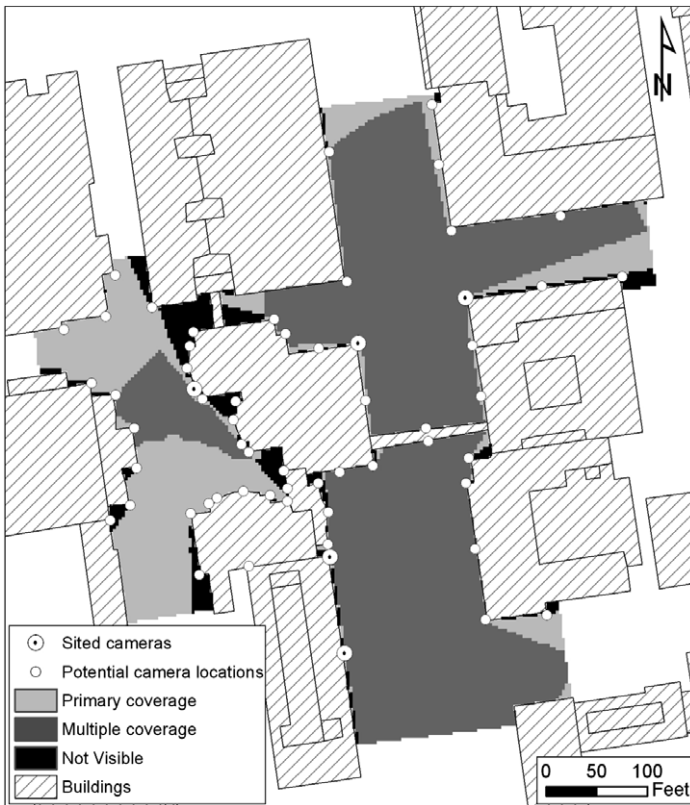 N
Sited cameras
Potential camera locations
Primary coverage
Multiple coverage
Not Visible
Buildings
0 50 100
Feet